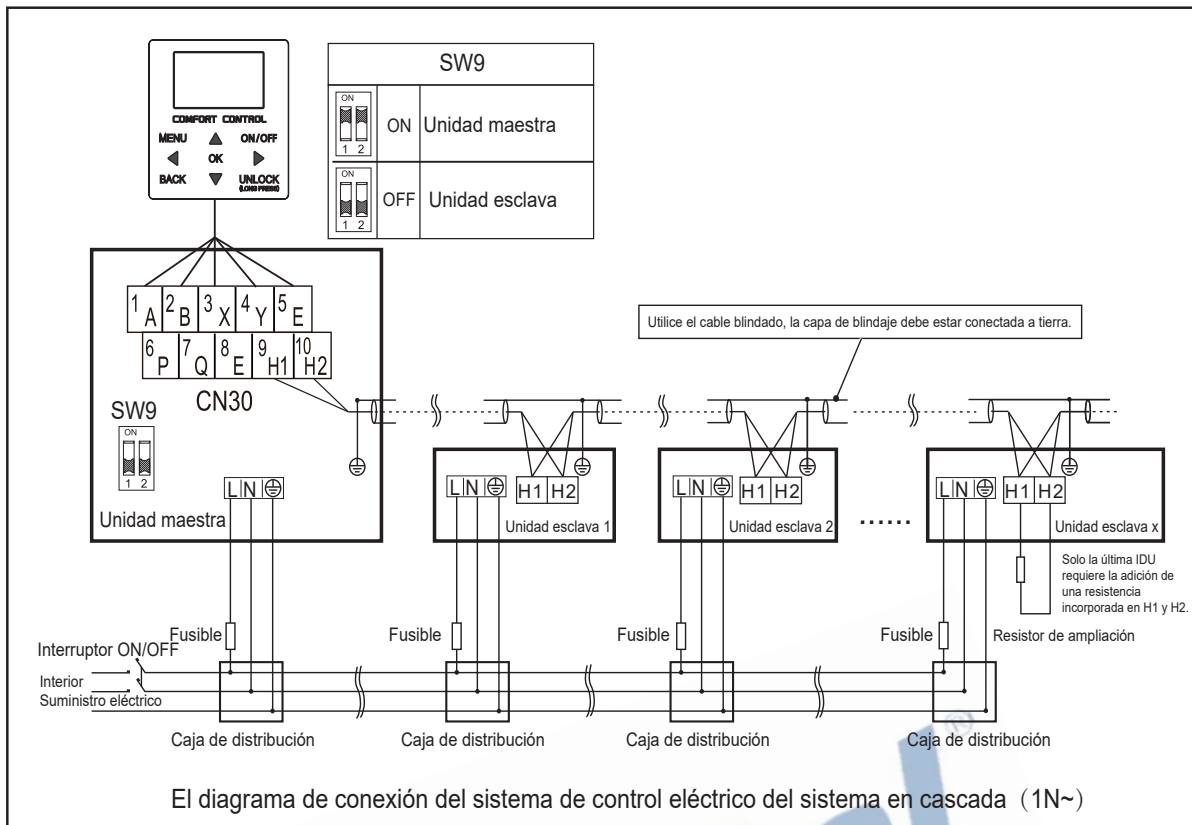 SW9
ON
1 2
ON
Unidad maestra
ON
1 2
OFF
Unidad esclava
COMFORT CONTROL
MENU
ON/OFF
OK
BACK
UNLOCK
(LONG PRESS)
1 A 2 B 3 X 4 Y 5 E
6 P 7 Q 8 E 9 H1 10 H2
CN30
SW9
ON
1 2
Unidad maestra
L N
Utilice el cable blindado, la capa de blindaje debe estar conectada a tierra.
L N
H1 H2
Unidad esclava 1
L N
H1 H2
Unidad esclava 2
......
L N
H1 H2
Unidad esclava x
Solo la última IDU
requiere la adición de
una resistencia
incorporada en H1 y H2.
Resistor de ampliación
Fusible
Fusible
Fusible
Fusible
Interruptor ON/OFF
Interior
Suministro eléctrico
Caja de distribución
Caja de distribución
Caja de distribución
Caja de distribución
®
El diagrama de conexión del sistema de control eléctrico del sistema en cascada（1N~）